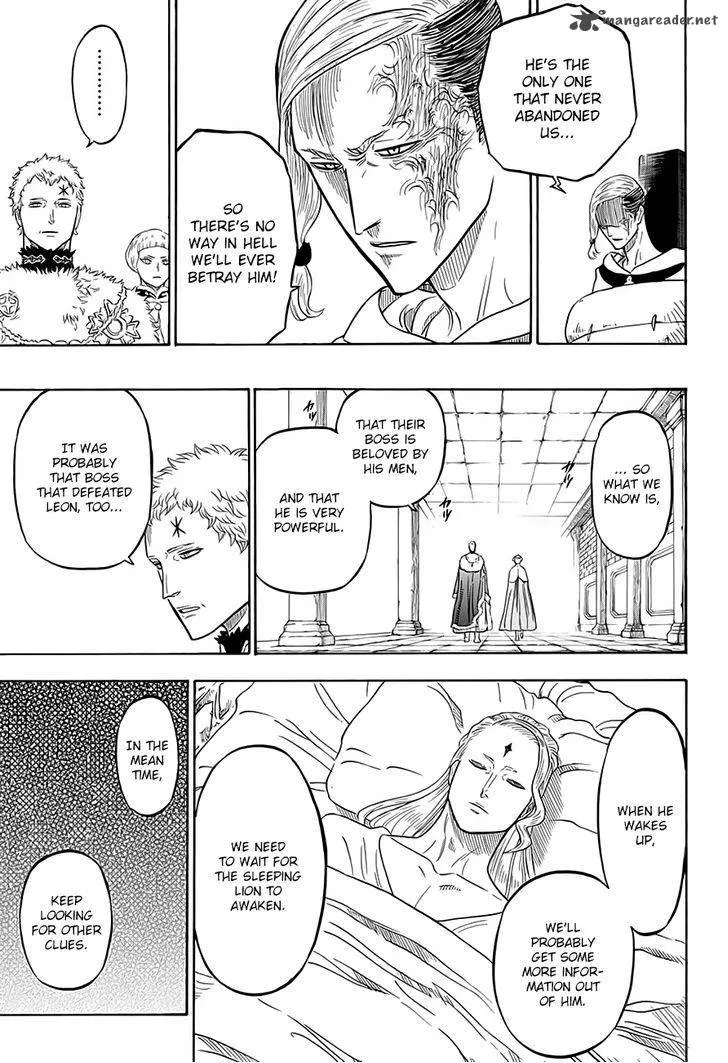 mangareader.net
HE'S THE
ONLY ONE
THAT NEVER
ABANDONED
US...
SO
THERE'S NO
WAY IN HELL
WE'LL EVER
BETRAY HIM!
.........
... SO
WHAT WE
KNOW IS,
THAT THEIR
BOSS IS
BELOVED BY
HIS MEN,
AND THAT
HE IS VERY
POWERFUL.
IT WAS
PROBABLY
THAT BOSS
THAT DEFEATED
LEON, TOO...
WHEN HE
WAKES
UP,
WE'LL
PROBABLY
GET SOME
MORE INFOR-
MATION OUT
OF HIM.
WE NEED
TO WAIT FOR
THE SLEEPING
LION TO
AWAKEN.
IN THE
MEAN
TIME,
KEEP
LOOKING
FOR OTHER
CLUES.